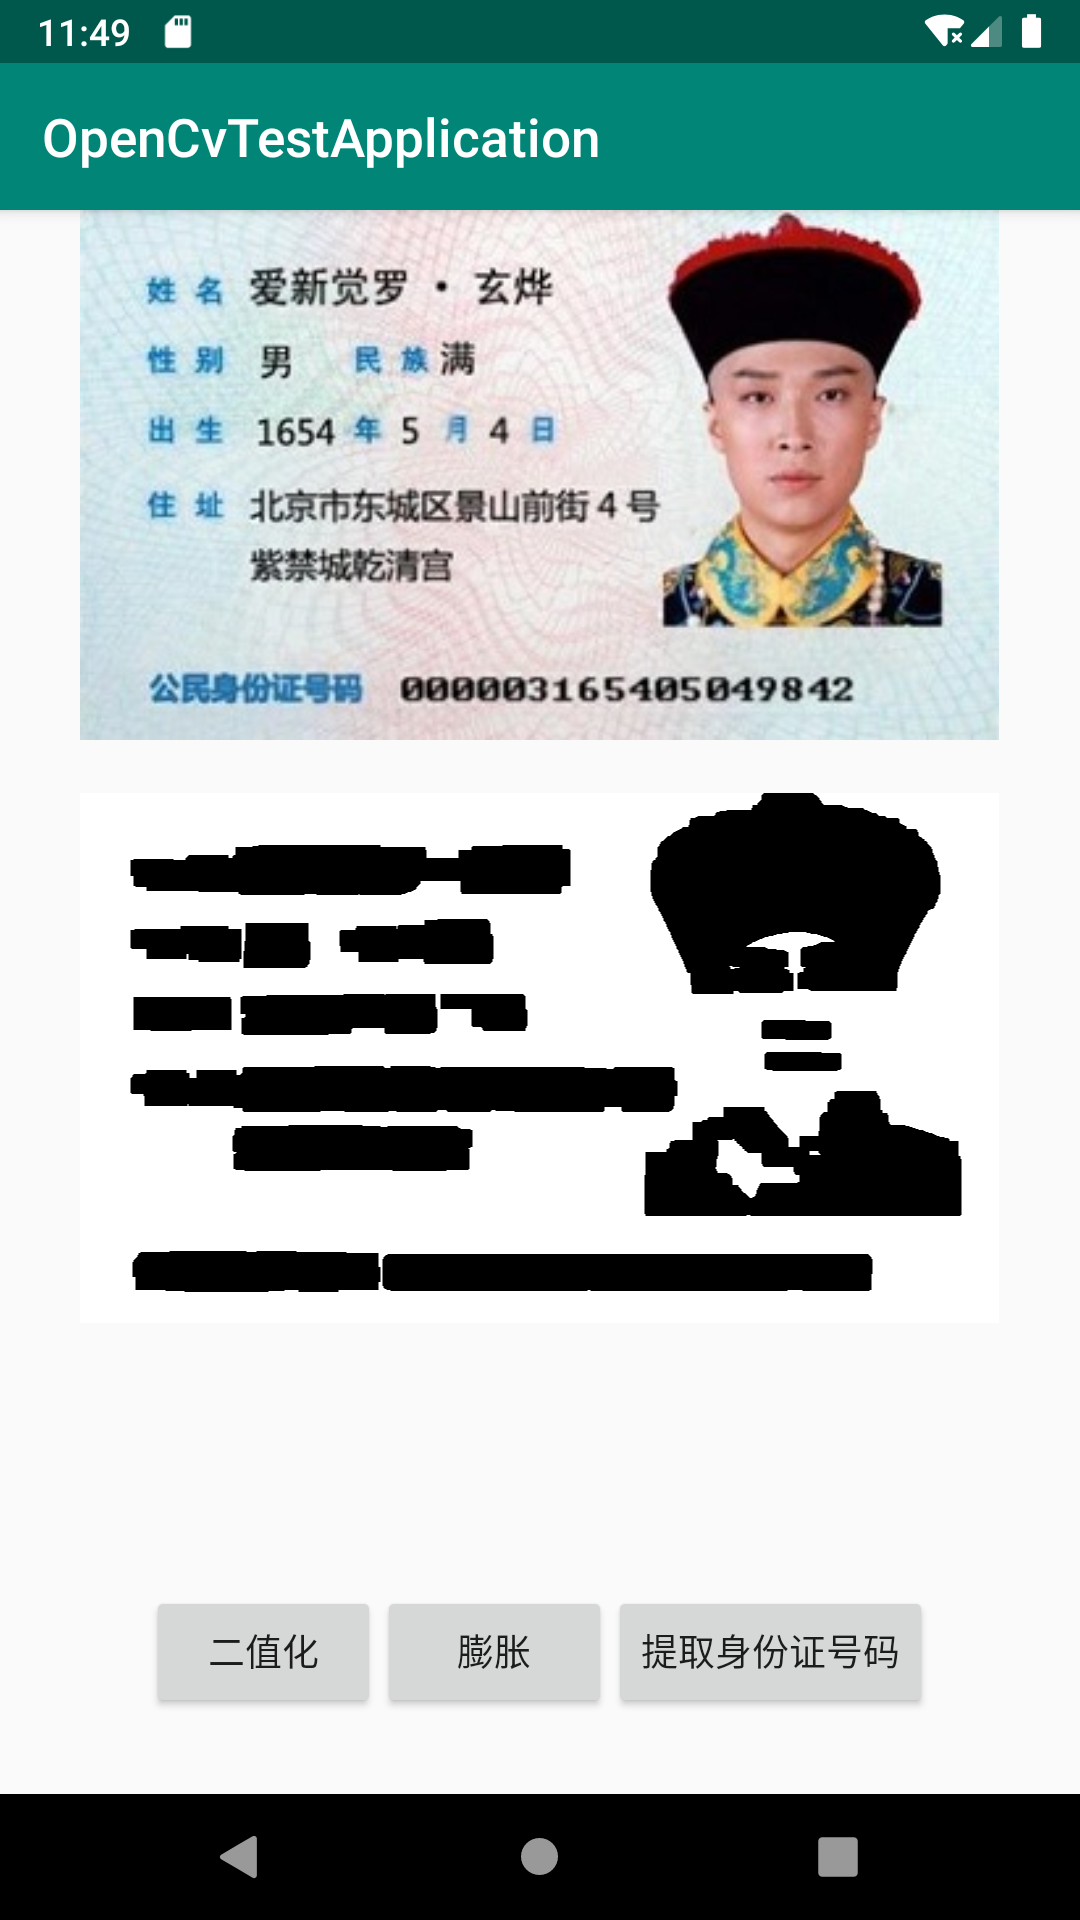 11:49
OpenCvTestApplication
姓 名 爱新觉罗 · 玄烨
性 别 男 民 族 满
出 生 1654 年 5 月 4 日
住 址 北京市东城区景山前街 4 号
紫禁城乾清宫
公民身份证号码 000003165405049842
二值化 膨胀 提取身份证号码